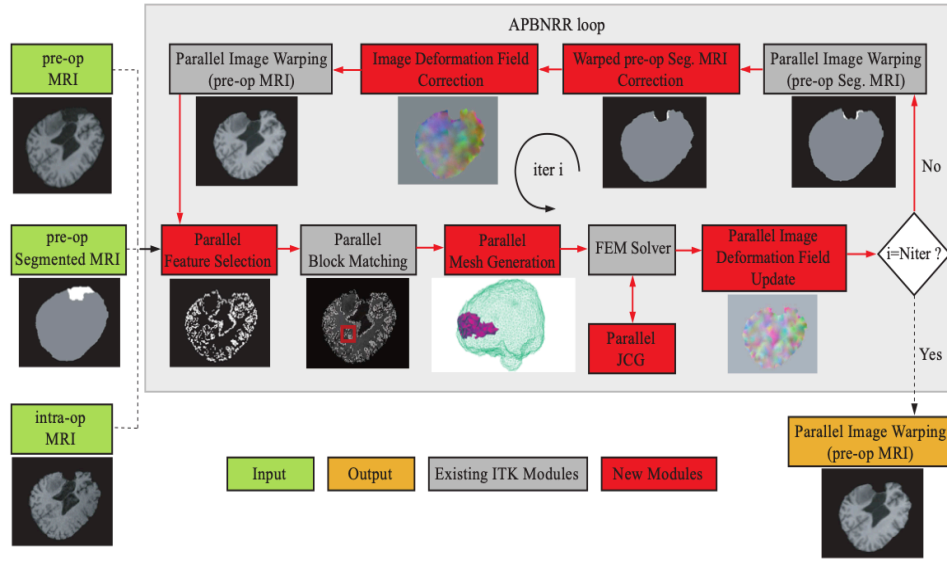 APBNRR loop
pre-op
MRI
Parallel Image Warping
(pre-op MRI)
Image Deformation Field
Correction
Warped pre-op Seg. MRI
Correction
Parallel Image Warping
(pre-op Seg. MRI)
iter i
No
pre-op
Segmented MRI
Parallel
Feature Selection
Parallel
Block Matching
Parallel
Mesh Generation
FEM Solver
Parallel Image
Deformation Field
Update
i=Niter ?
Parallel
JCG
Yes
intra-op
MRI
Parallel Image Warping
(pre-op MRI)
Input
Output
Existing ITK Modules
New Modules